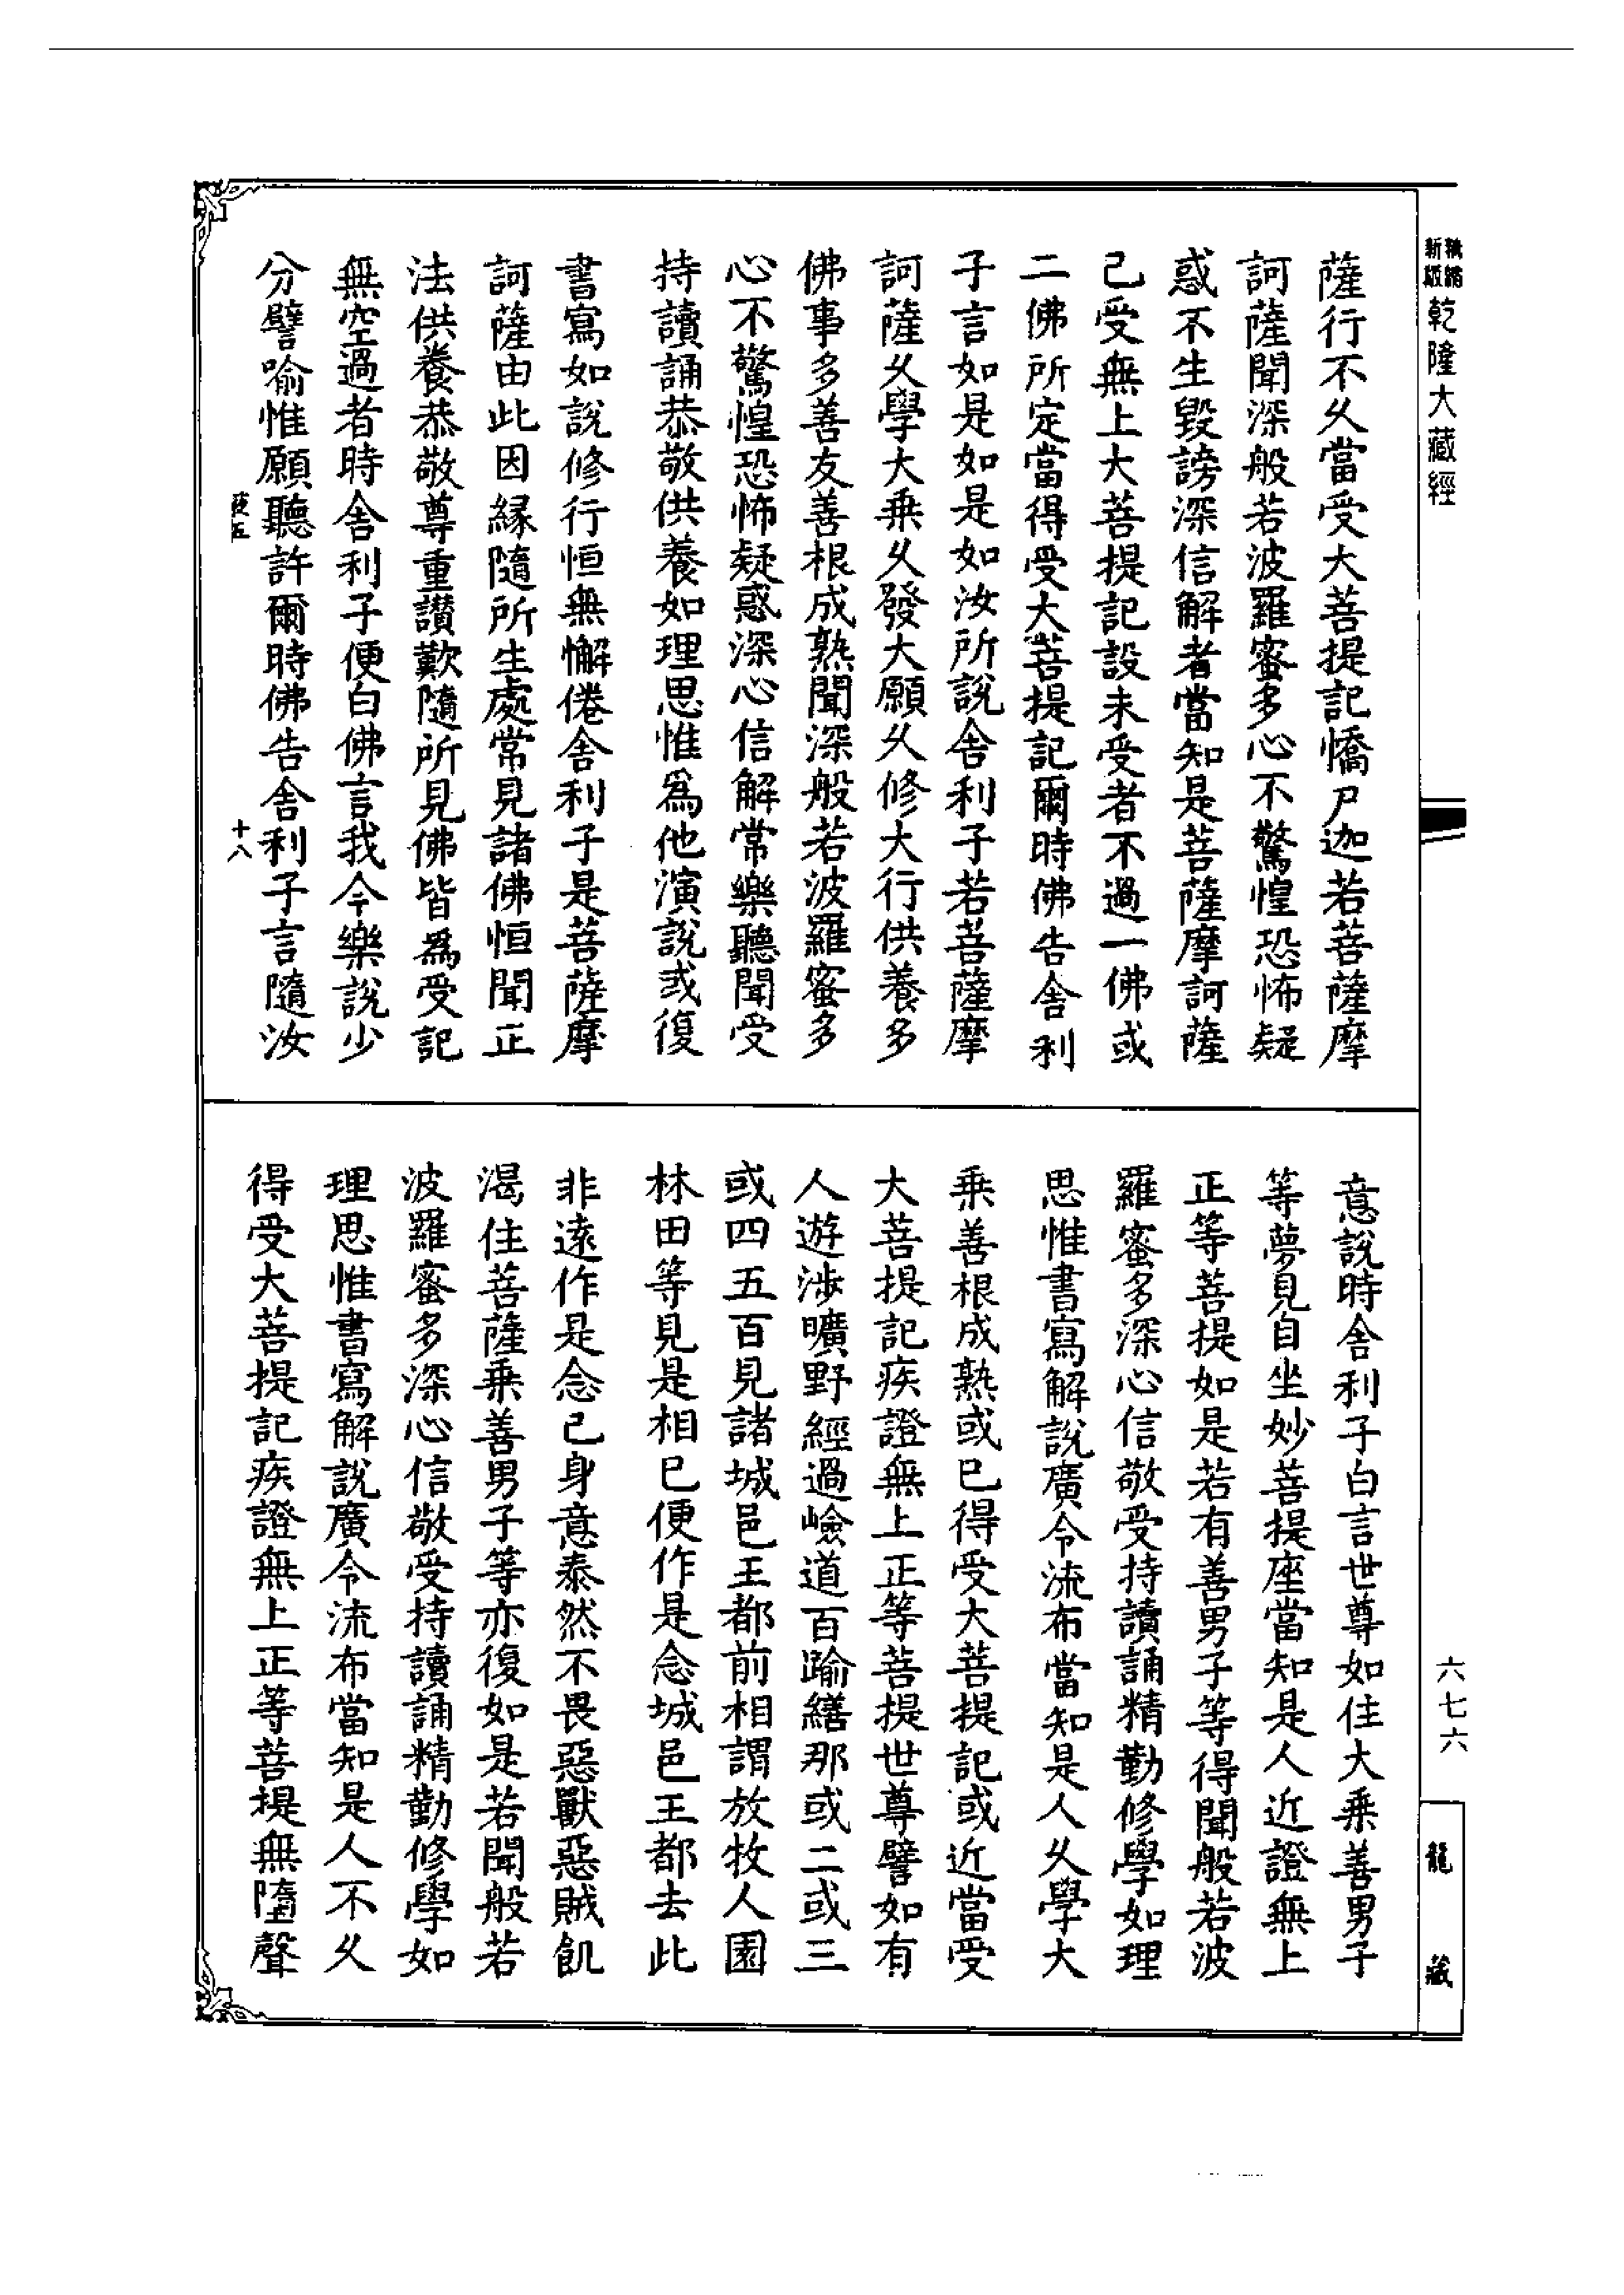 乾隆大藏經
薩行不久當受大菩提記憍尸迦若菩薩摩
訶薩聞深般若波羅蜜多心不驚惶恐怖疑
惑不生毀謗深信解者當知是菩薩摩訶薩
已受無上大菩提記設未受者不過一佛或
二佛所定當得受大菩提記爾時佛告舍利
子言如是如是如汝所說舍利子若菩薩摩
訶薩久學大乘久發大願久修大行供養多
佛事多善友善根成熟聞深般若波羅蜜多
心不驚惶恐怖疑惑深心信解常樂聽聞受
持讀誦恭敬供養如理思惟爲他演說或復
書寫如說修行恒無懈倦舍利子是菩薩摩
訶薩由此因緣隨所生處常見諸佛恒聞正
法供養恭敬尊重讚歎隨所見佛皆爲受記
無空過者時舍利子便白佛言我今樂說少
分譬喻惟願聽許爾時佛告舍利子言隨汝
十八
意說時舍利子白言世尊如住大乘善男子
等夢見自坐妙菩提座當知是人近證無上
正等菩提如是若有善男子等得聞般若波
羅蜜多深心信敬受持讀誦精勤修學如理
思惟書寫解說廣令流布當知是人久學大
乘善根成熟或已得受大菩提記或近當受
大菩提記疾證無上正等菩提世尊譬如有
人遊涉曠野經過嶮道百踰繕那或二或三
或四五百見諸城邑王都前相謂放牧人園
林田等見是相已便作是念城邑王都去此
非遠作是念已身意泰然不畏惡獸惡賊飢
渴住菩薩乘善男子等亦復如是若聞般若
波羅蜜多深心信敬受持讀誦精勤修學如
理思惟書寫解說廣令流布當知是人不久
得受大菩提記疾證無上正等菩提無墮聲
六七六
龍藏